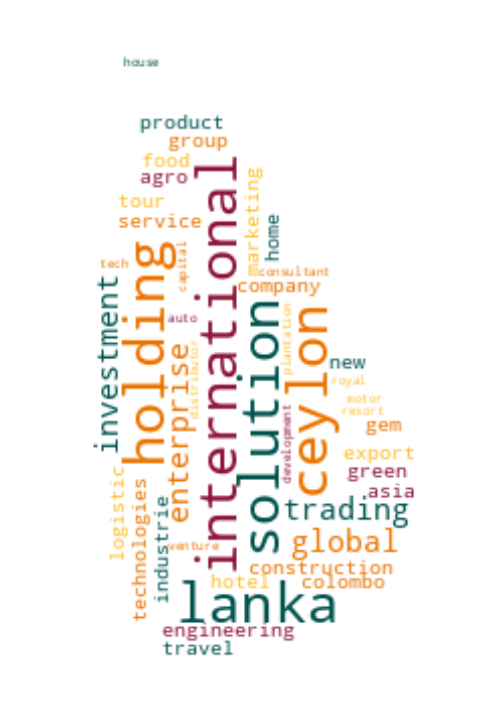 house
product
group
food
agro
international
marketing
tour
service
home
holding
capital
tech
consultant
company
investment
auto
solution
plantation
ceylon
enterprise
distributor
new
royal
motor
resort
development
gem
export
green
asia
logistic
technologies
industrie
trading
global
venture
construction
hotel
colombo
lanka
engineering
travel